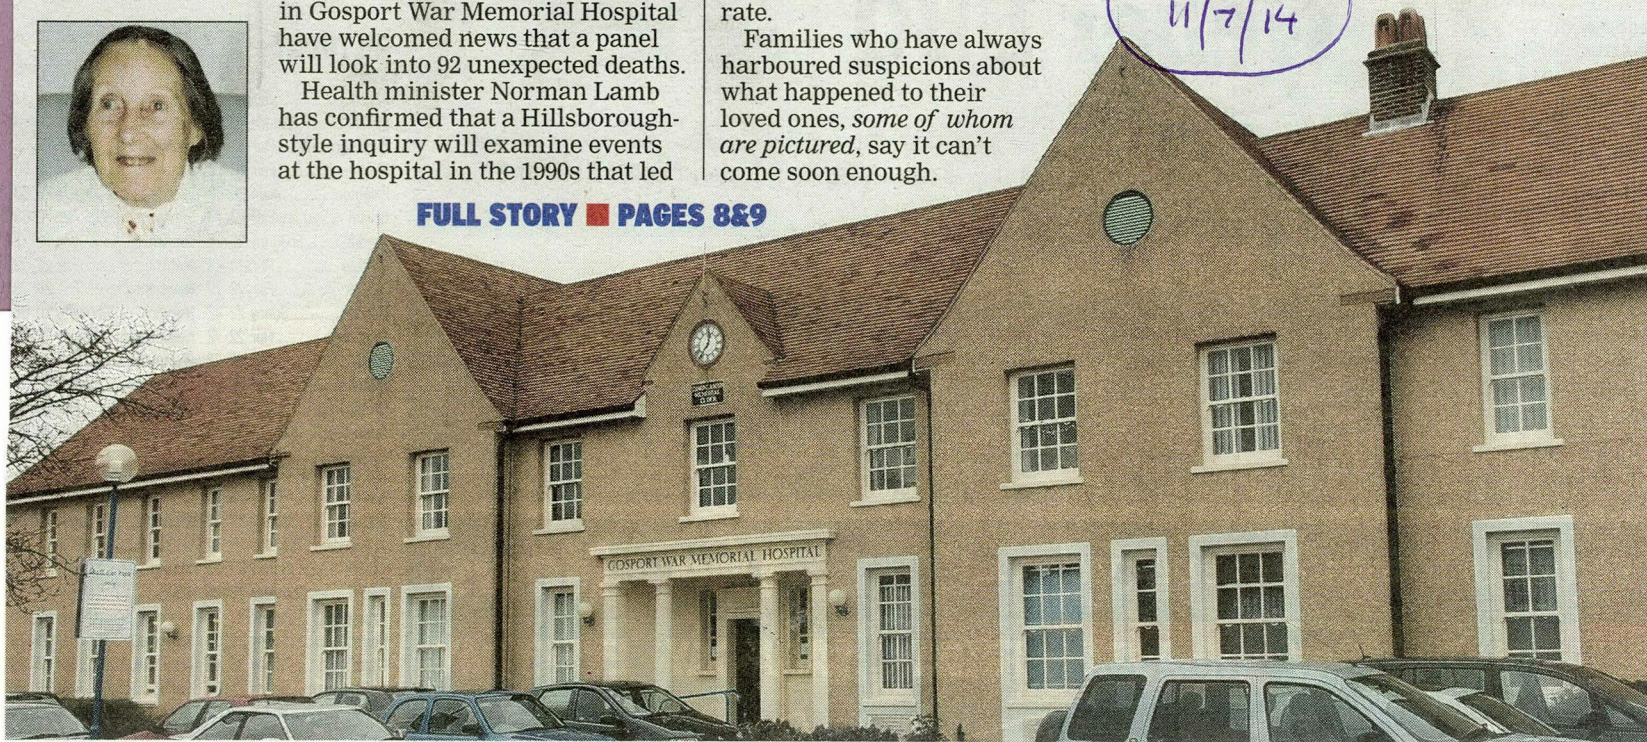 in Gosport War Memorial Hospital
have welcomed news that a panel
will look into 92 unexpected deaths.
Health minister Norman Lamb
has confirmed that a Hillsborough-
style inquiry will examine events
at the hospital in the 1990s that led
rate.
Families who have always
harboured suspicions about
what happened to their
loved ones, some of whom
are pictured, say it can't
come soon enough.
11/7/14
FULL STORY ■ PAGES 8&9
MEMORIAL
GOSPORT WAR MEMORIAL HOSPITAL